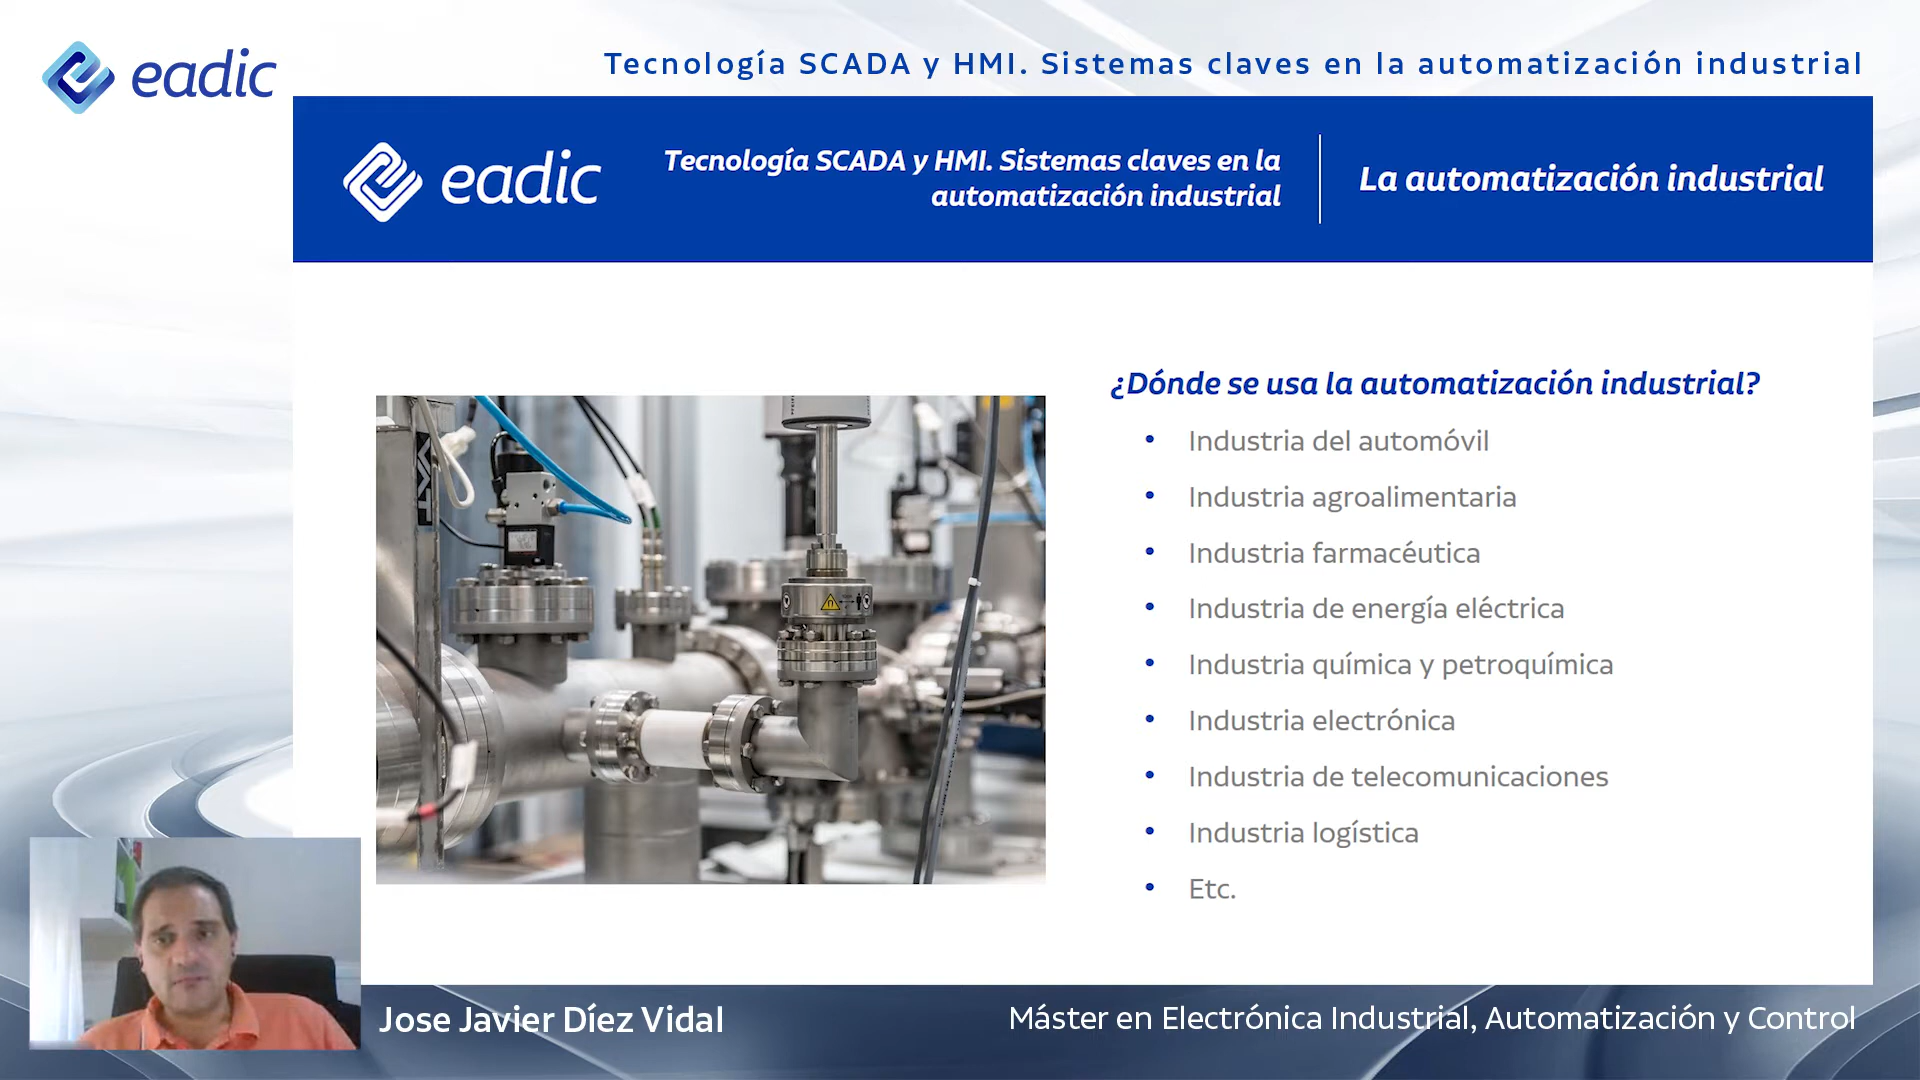 eadic
Tecnología SCADA y HMI. Sistemas claves en la automatización industrial
eadic
Tecnología SCADA y HMI. Sistemas claves en la
automatización industrial
La automatización industrial
¿Dónde se usa la automatización industrial?
• Industria del automóvil
• Industria agroalimentaria
• Industria farmacéutica
• Industria de energía eléctrica
• Industria química y petroquímica
• Industria electrónica
• Industria de telecomunicaciones
• Industria logística
• Etc.
VAT
Jose Javier Díez Vidal
Máster en Electrónica Industrial, Automatización y Control